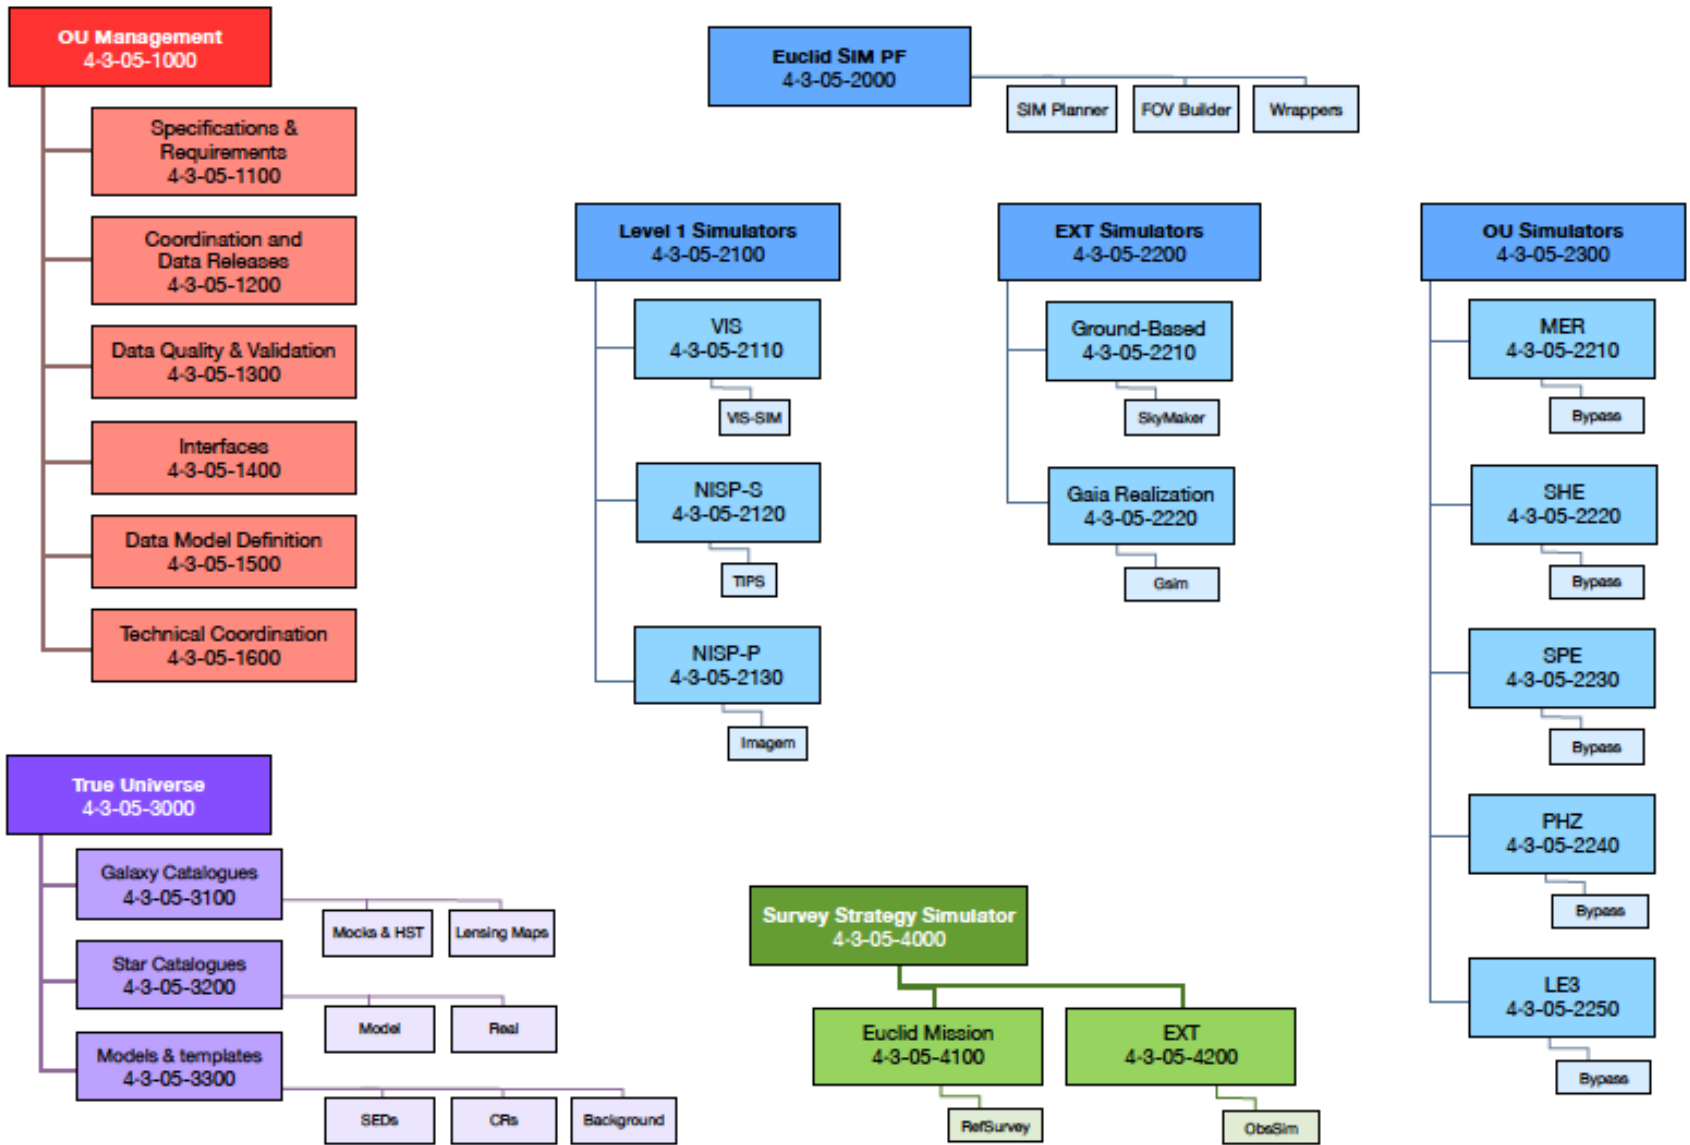 OU Management
4-3-05-1000
Specifications &
Requirements
4-3-05-1100
Coordination and
Data Releases
4-3-05-1200
Data Quality & Validation
4-3-05-1300
Interfaces
4-3-05-1400
Data Model Definition
4-3-05-1500
Technical Coordination
4-3-05-1600
Euclid SIM PF
4-3-05-2000
SIM Planner
FOV Builder
Wrappers
Level 1 Simulators
4-3-05-2100
VIS
4-3-05-2110
VIS-SIM
NISP-S
4-3-05-2120
TIPS
NISP-P
4-3-05-2130
Imagem
EXT Simulators
4-3-05-2200
Ground-Based
4-3-05-2210
SkyMaker
Gaia Realization
4-3-05-2220
Gsim
OU Simulators
4-3-05-2300
MER
4-3-05-2210
Bypass
SHE
4-3-05-2220
Bypass
SPE
4-3-05-2230
Bypass
PHZ
4-3-05-2240
Bypass
LE3
4-3-05-2250
Bypass
True Universe
4-3-05-3000
Galaxy Catalogues
4-3-05-3100
Mocks & HST
Lensing Maps
Star Catalogues
4-3-05-3200
Model
Real
Models & templates
4-3-05-3300
SEDs
CRs
Background
Survey Strategy Simulator
4-3-05-4000
Euclid Mission
4-3-05-4100
RefSurvey
EXT
4-3-05-4200
ObsSim